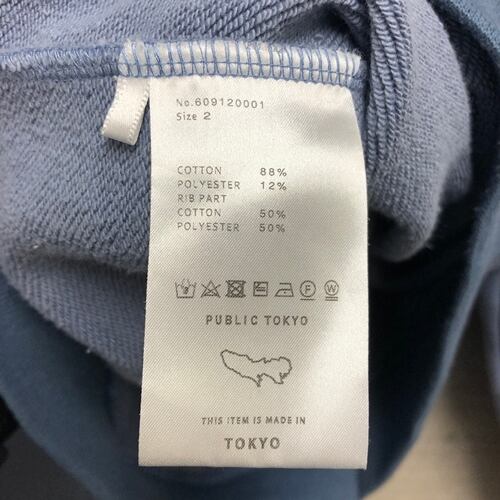 No.609120001
Size 2
COTTON 88%
POLYESTER 12%
RIB PART
COTTON 50%
POLYESTER 50%
F W
PUBLIC TOKYO
THIS ITEM IS MADE IN
TOKYO